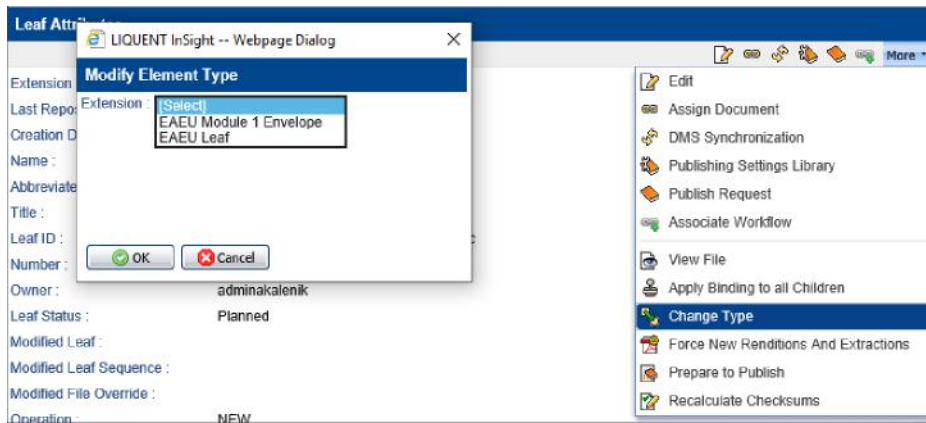 Leaf Attri
LIQUENT InSight -- Webpage Dialog
Modify Element Type
Extension :
[Select]
EAEU Module 1 Envelope
EAEU Leaf
OK
Cancel
More
Extension
Last Repo
Creation D
Name :
Abbreviate
Title :
Leaf ID :
c
Number :
Owner :
adminakalenik
Leaf Status :
Planned
Modified Leaf :
Modified Leaf Sequence :
Modified File Override :
Operation :
NEW
Edit
Assign Document
DMS Synchronization
Publishing Settings Library
Publish Request
Associate Workflow
View File
Apply Binding to all Children
Change Type
Force New Renditions And Extractions
Prepare to Publish
Recalculate Checksums